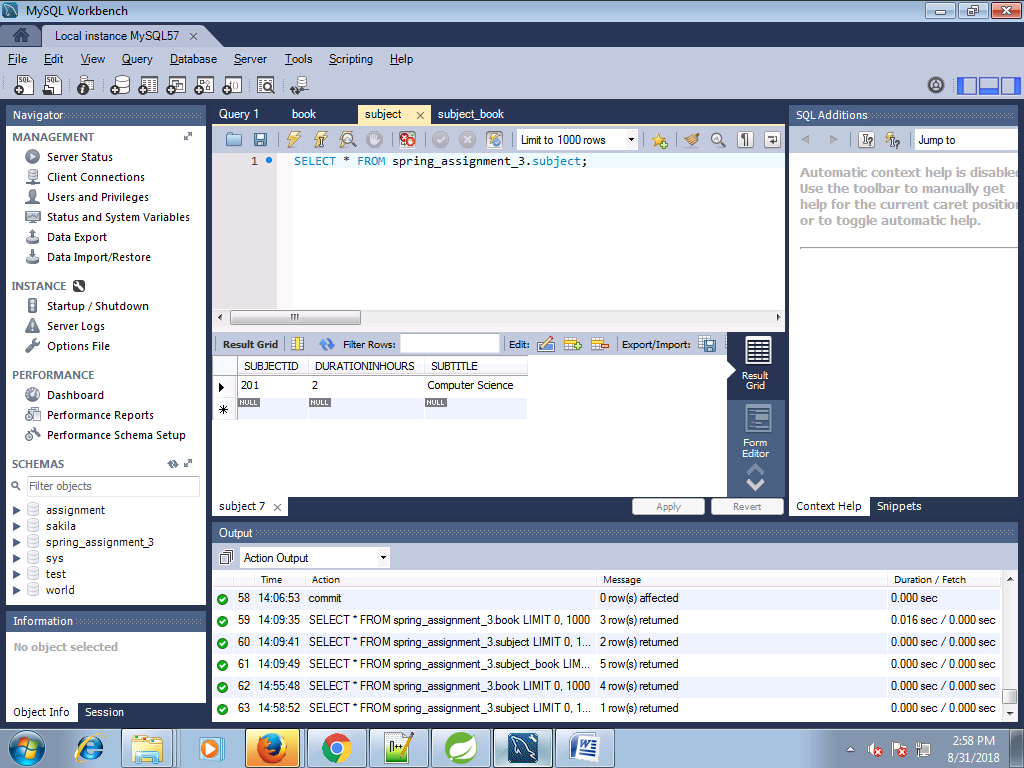 MySQL Workbench
Local instance MySQL57
File Edit View Query Database Server Tools Scripting Help
Navigator
MANAGEMENT
Server Status
Client Connections
Users and Privileges
Status and System Variables
Data Export
Data Import/Restore
INSTANCE
Startup / Shutdown
Server Logs
Options File
PERFORMANCE
Dashboard
Performance Reports
Performance Schema Setup
SCHEMAS
Filter objects
assignment
sakila
spring_assignment_3
sys
test
world
Information
No object selected
Object Info Session
Query 1 book subject subject_book
Limit to 1000 rows
1 SELECT * FROM spring_assignment_3.subject;
Result Grid Filter Rows: Edit: Export/Import:
SUBJECTID DURATIONINHOURS SUBTITLE
201 2 Computer Science
NULL NULL NULL
Result
Grid
Form
Editor
subject 7 Apply Revert
SQL Additions
Jump to
Automatic context help is disabled
Use the toolbar to manually get
help for the current caret position
or to toggle automatic help.
Context Help Snippets
Output
Action Output
Time Action Message Duration / Fetch
58 14:06:53 commit 0 row(s) affected 0.000 sec
59 14:09:35 SELECT * FROM spring_assignment_3.book LIMIT 0, 1000 3 row(s) returned 0.016 sec / 0.000 sec
60 14:09:41 SELECT * FROM spring_assignment_3.subject LIMIT 0, 1... 2 row(s) returned 0.000 sec / 0.000 sec
61 14:09:49 SELECT * FROM spring_assignment_3.subject_book LIM... 5 row(s) returned 0.000 sec / 0.000 sec
62 14:55:48 SELECT * FROM spring_assignment_3.book LIMIT 0, 1000 4 row(s) returned 0.000 sec / 0.000 sec
63 14:58:52 SELECT * FROM spring_assignment_3.subject LIMIT 0, 1... 1 row(s) returned 0.000 sec / 0.000 sec
2:58 PM
8/31/2018